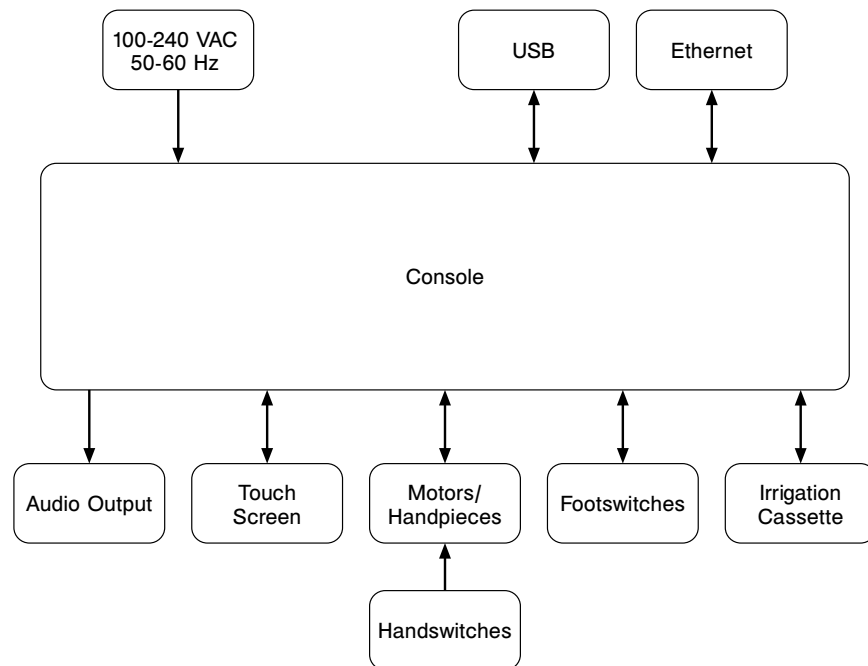 100-240 VAC
50-60 Hz
USB
Ethernet
Console
Audio Output
Touch
Screen
Motors/
Handpieces
Footswitches
Irrigation
Cassette
Handswitches